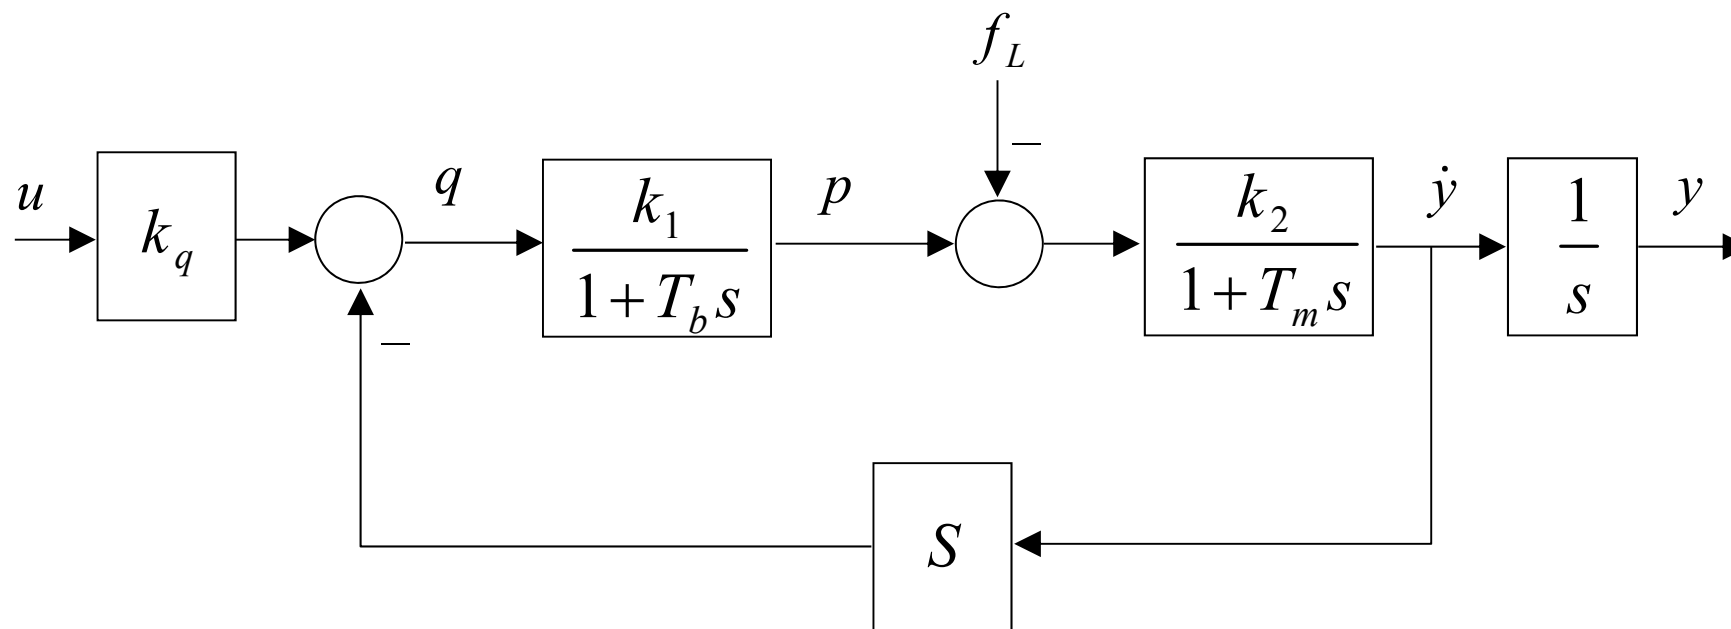 f_L
−
u
k_q
q
k_1
1 + T_b s
p
k_2
1 + T_m s
ẏ
1
s
y
−
S